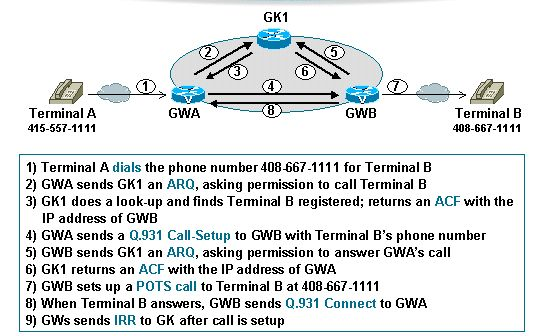 GK1
2
3
5
6
1
4
7
8
GWA
GWB
Terminal A
415-557-1111
Terminal B
408-667-1111
1) Terminal A dials the phone number 408-667-1111 for Terminal B
2) GWA sends GK1 an ARQ, asking permission to call Terminal B
3) GK1 does a look-up and finds Terminal B registered; returns an ACF with the
IP address of GWB
4) GWA sends a Q.931 Call-Setup to GWB with Terminal B's phone number
5) GWB sends GK1 an ARQ, asking permission to answer GWA's call
6) GK1 returns an ACF with the IP address of GWA
7) GWB sets up a POTS call to Terminal B at 408-667-1111
8) When Terminal B answers, GWB sends Q.931 Connect to GWA
9) GWs sends IRR to GK after call is setup